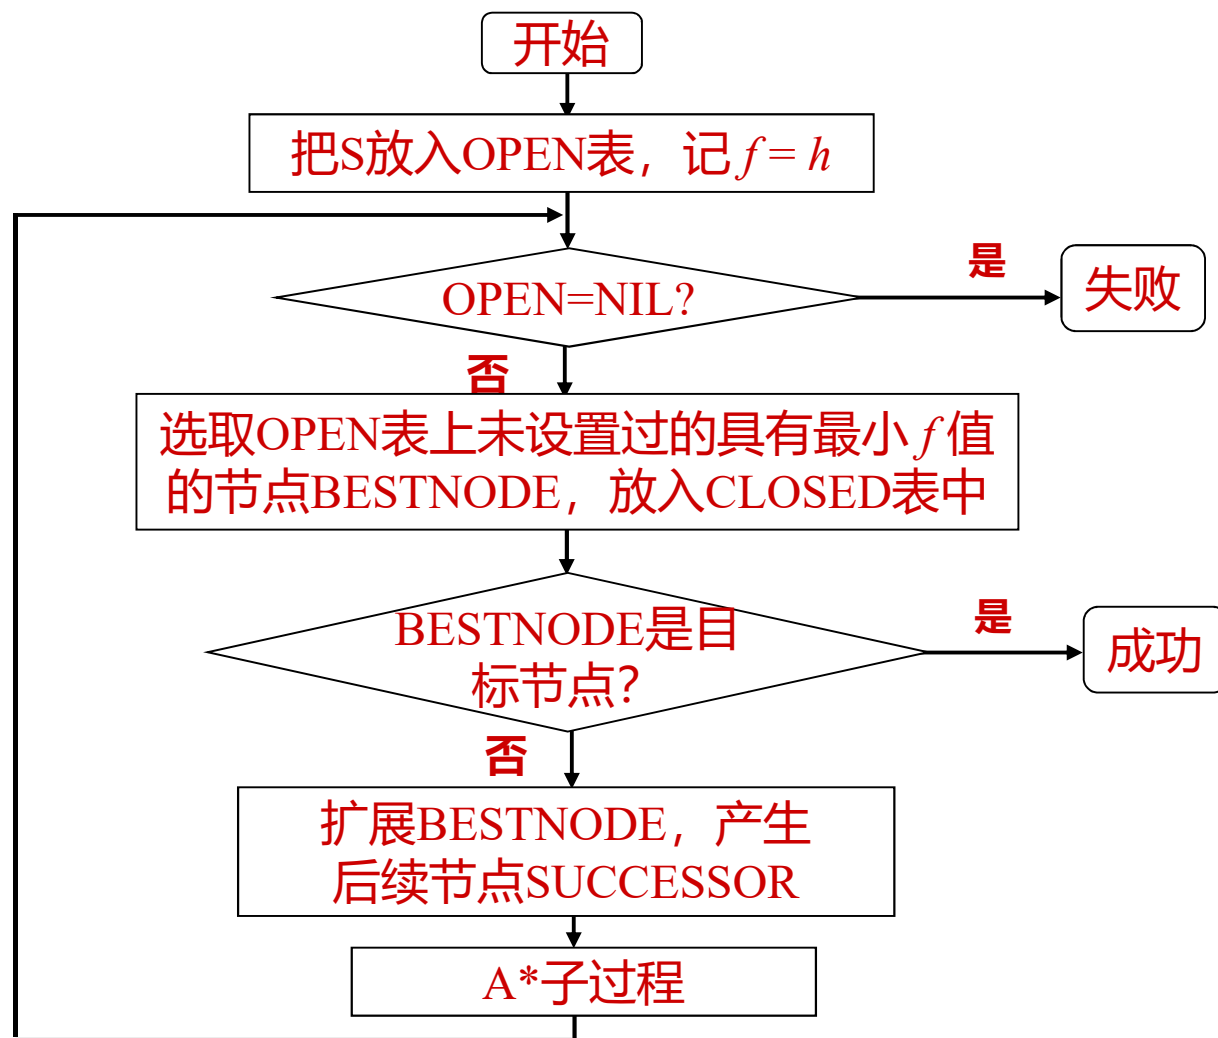 开始
把S放入OPEN表，记 f = h
OPEN=NIL?
是
失败
否
选取OPEN表上未设置过的具有最小 f 值
的节点BESTNODE，放入CLOSED表中
BESTNODE是目
标节点?
是
成功
否
扩展BESTNODE，产生
后续节点SUCCESSOR
A*子过程